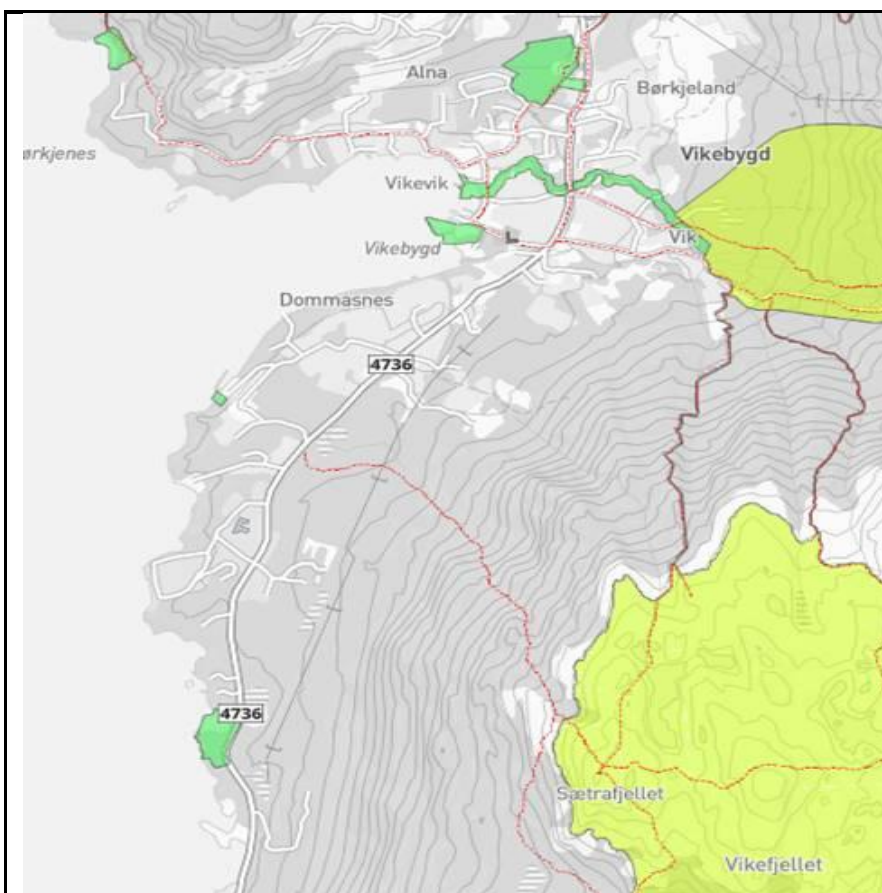 Alna
Børkjeland
ørkjenes
Vikebygd
Vikevik
Vik
Vikebygd
Dommasnes
4736
4736
Sætrafjellet
Vikefjellet